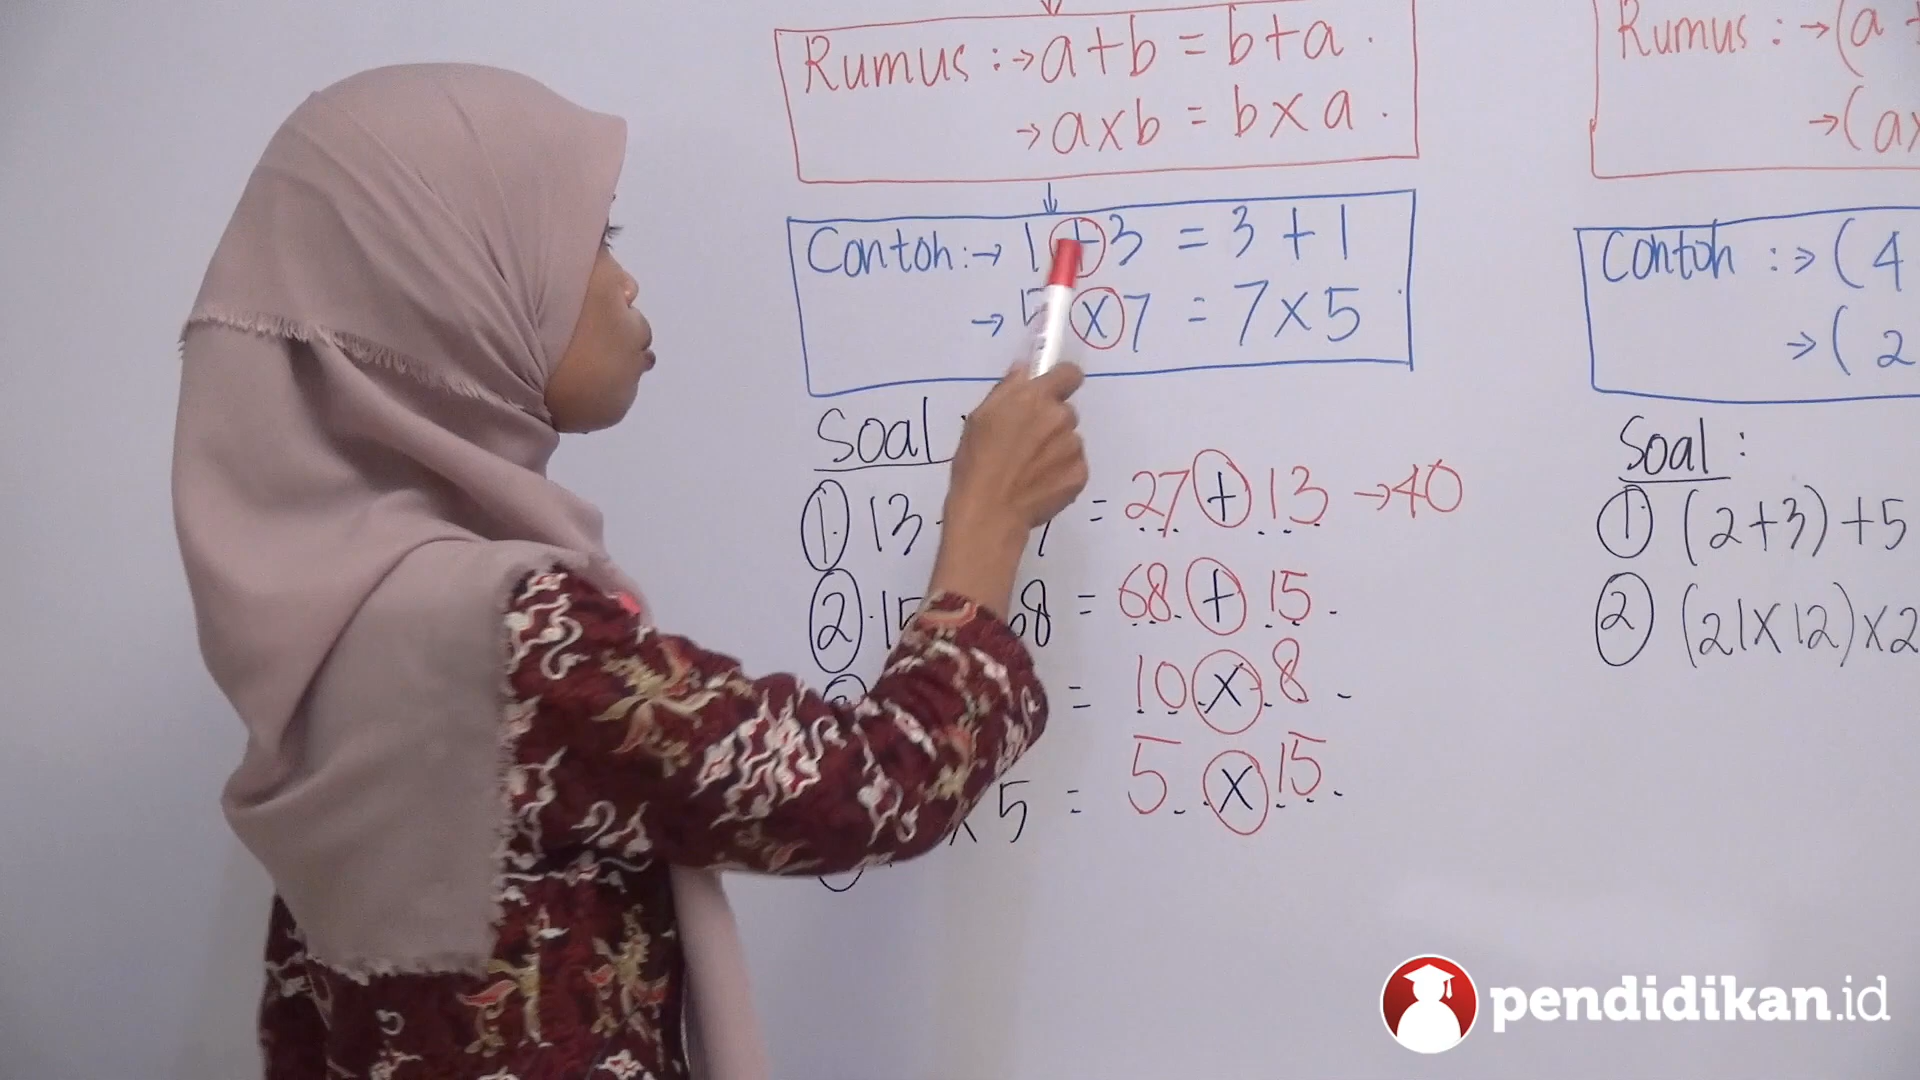 Rumus : → a + b = b + a .
→ a x b = b x a .
Contoh : → 1 + 3 = 3 + 1
→ 5 x 7 = 7 x 5
Soal
1. 13 = 27 + 13 → 40
2. 15 68 = 68 + 15 .
= 10 x 8 .
x 5 = 5 x 15
Rumus : → (a +
→ (a x
Contoh : → ( 4
→ ( 2
Soal :
1 (2 + 3) + 5
2 (21 x 12) x 2
pendidikan.id